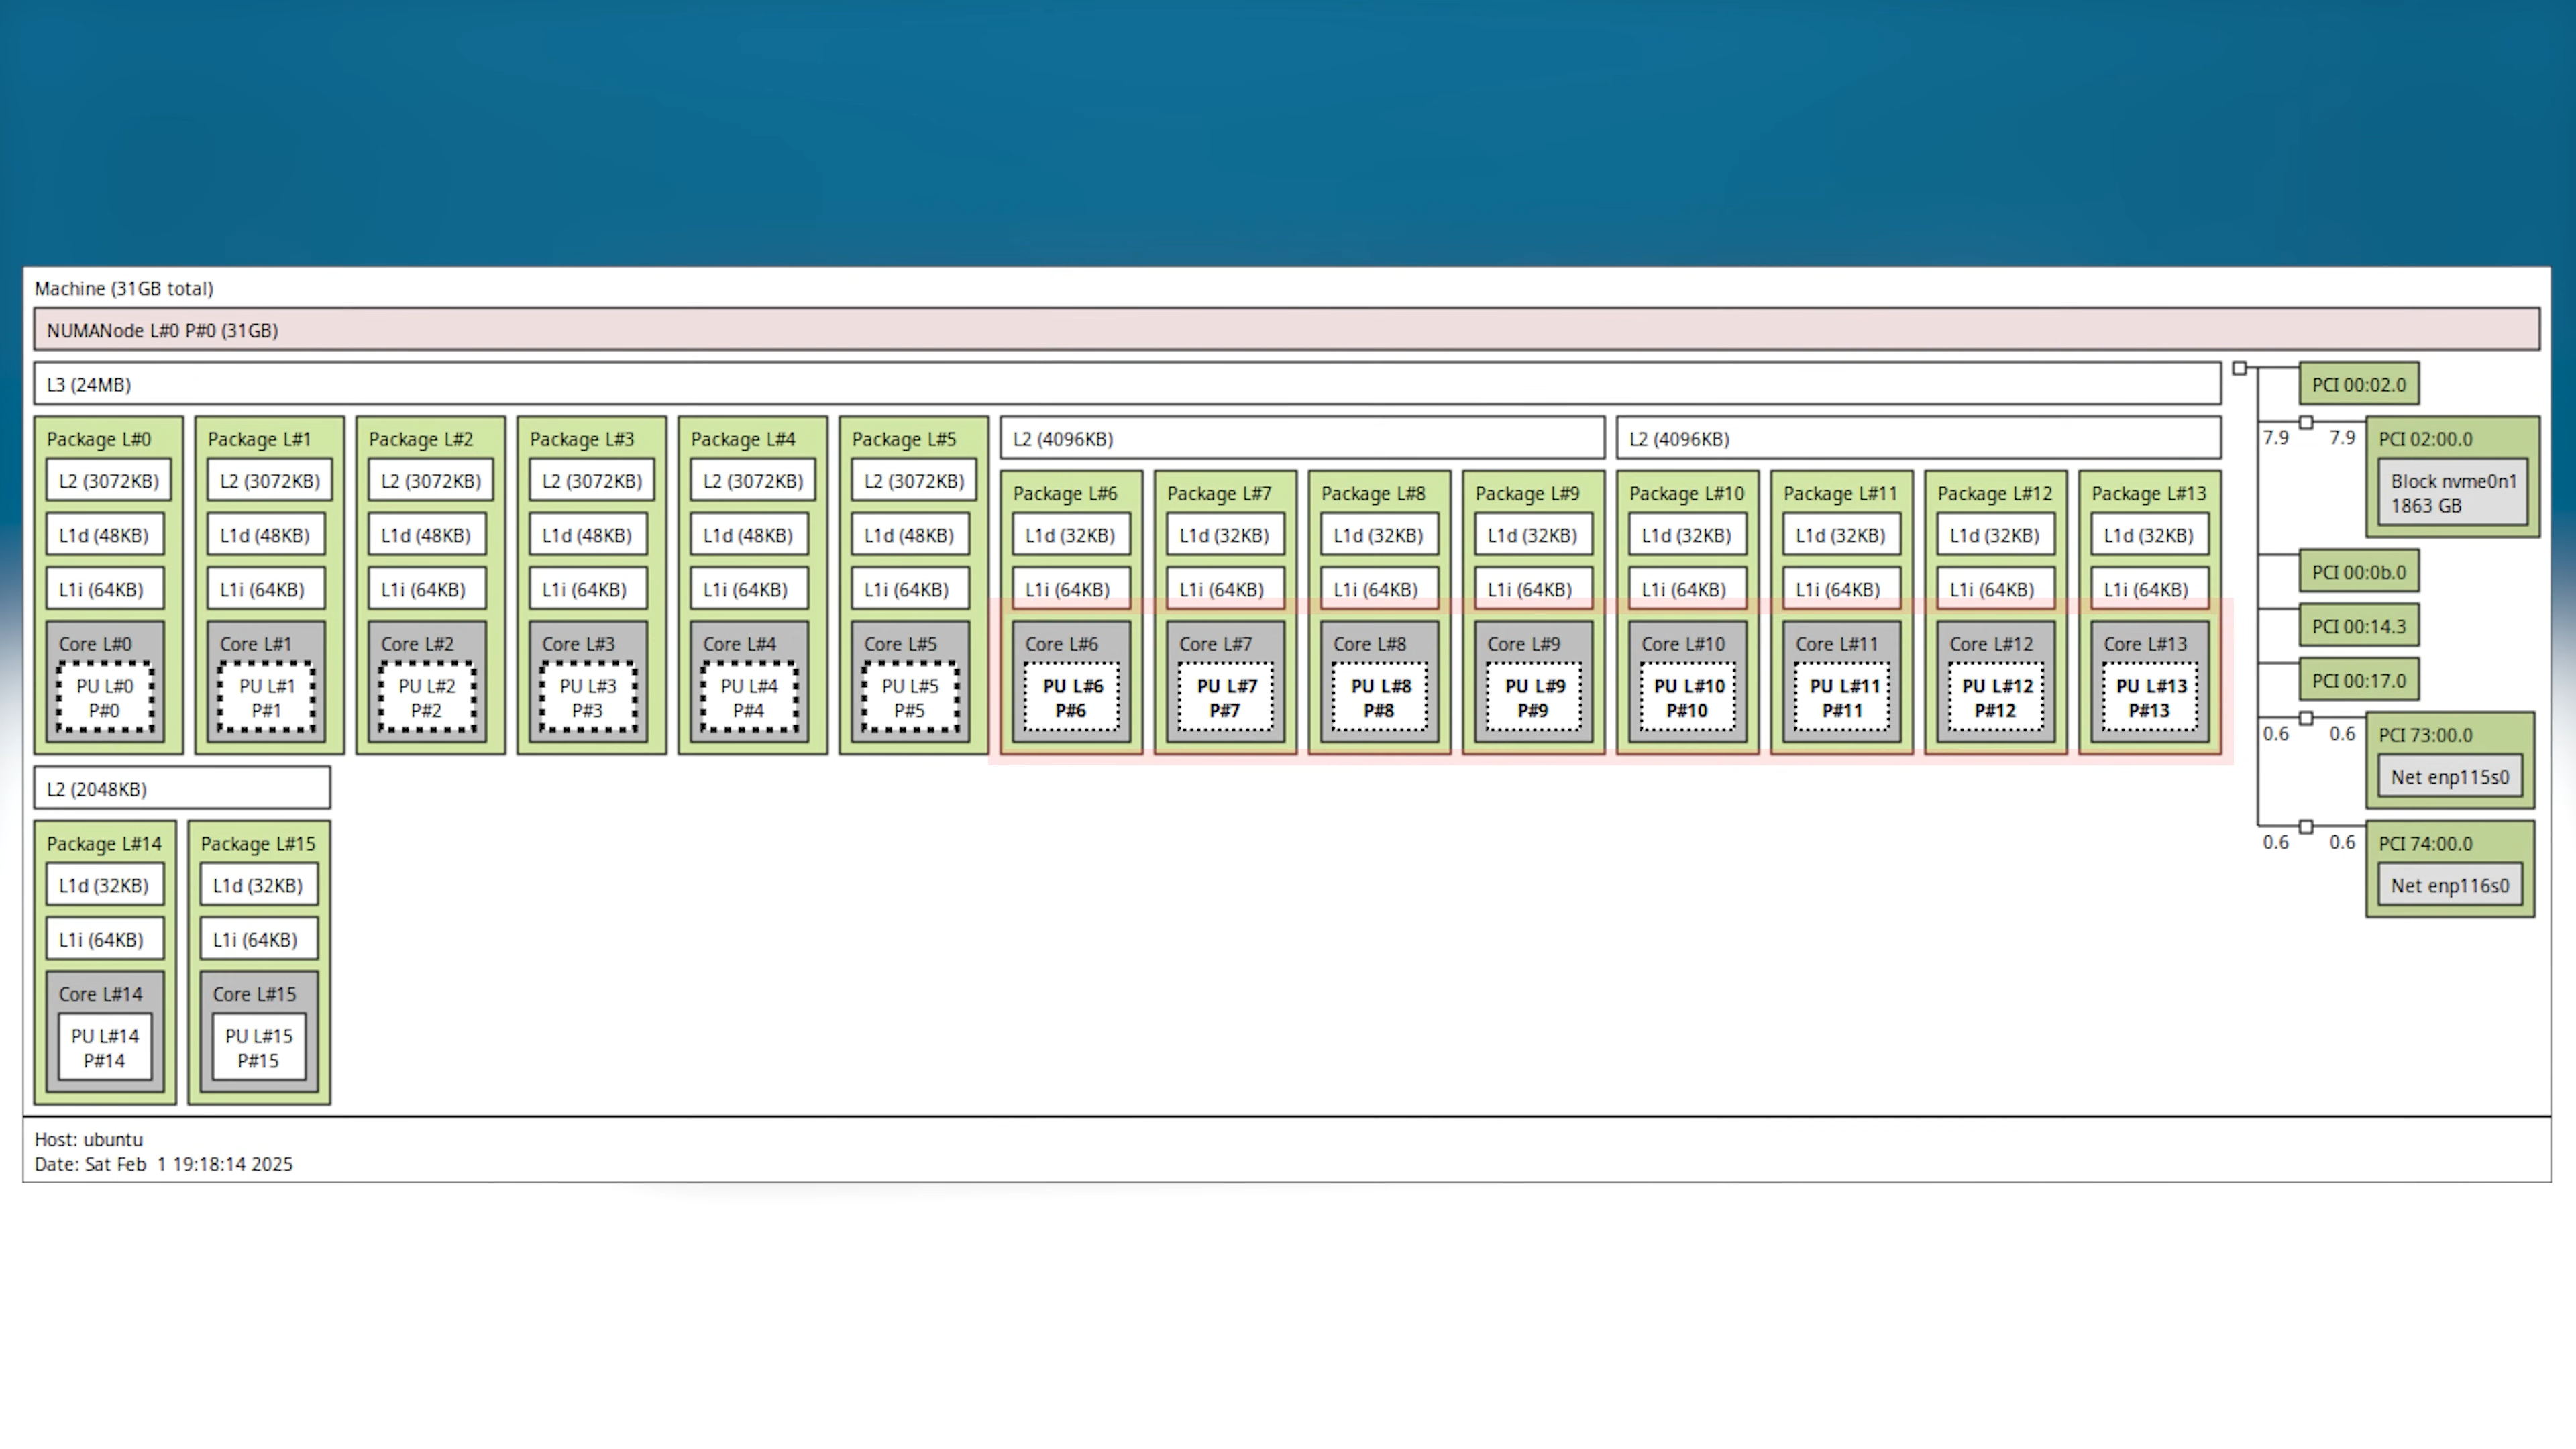 Machine (31GB total)
NUMANode L#0 P#0 (31GB)
L3 (24MB)
Package L#0
L2 (3072KB)
L1d (48KB)
L1i (64KB)
Core L#0
PU L#0
P#0
Package L#1
L2 (3072KB)
L1d (48KB)
L1i (64KB)
Core L#1
PU L#1
P#1
Package L#2
L2 (3072KB)
L1d (48KB)
L1i (64KB)
Core L#2
PU L#2
P#2
Package L#3
L2 (3072KB)
L1d (48KB)
L1i (64KB)
Core L#3
PU L#3
P#3
Package L#4
L2 (3072KB)
L1d (48KB)
L1i (64KB)
Core L#4
PU L#4
P#4
Package L#5
L2 (3072KB)
L1d (48KB)
L1i (64KB)
Core L#5
PU L#5
P#5
L2 (4096KB)
Package L#6
L1d (32KB)
L1i (64KB)
Core L#6
PU L#6
P#6
Package L#7
L1d (32KB)
L1i (64KB)
Core L#7
PU L#7
P#7
Package L#8
L1d (32KB)
L1i (64KB)
Core L#8
PU L#8
P#8
Package L#9
L1d (32KB)
L1i (64KB)
Core L#9
PU L#9
P#9
L2 (4096KB)
Package L#10
L1d (32KB)
L1i (64KB)
Core L#10
PU L#10
P#10
Package L#11
L1d (32KB)
L1i (64KB)
Core L#11
PU L#11
P#11
Package L#12
L1d (32KB)
L1i (64KB)
Core L#12
PU L#12
P#12
Package L#13
L1d (32KB)
L1i (64KB)
Core L#13
PU L#13
P#13
L2 (2048KB)
Package L#14
L1d (32KB)
L1i (64KB)
Core L#14
PU L#14
P#14
Package L#15
L1d (32KB)
L1i (64KB)
Core L#15
PU L#15
P#15
PCI 00:02.0
7.9 7.9
PCI 02:00.0
Block nvme0n1
1863 GB
PCI 00:0b.0
PCI 00:14.3
PCI 00:17.0
0.6 0.6
PCI 73:00.0
Net enp115s0
0.6 0.6
PCI 74:00.0
Net enp116s0
Host: ubuntu
Date: Sat Feb  1 19:18:14 2025